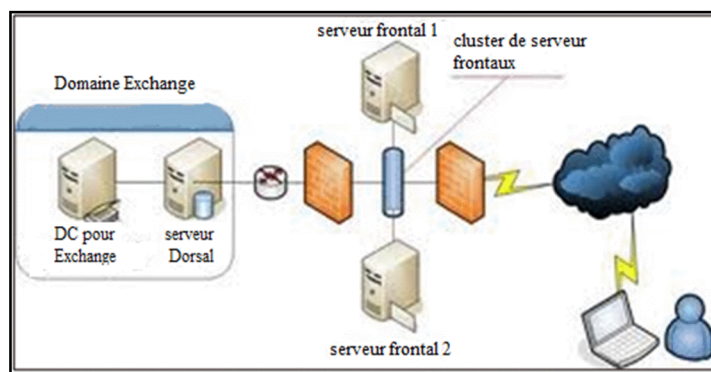 serveur frontal 1
cluster de serveur
frontaux
Domaine Exchange
DC pour
Exchange
serveur
Dorsal
serveur frontal 2